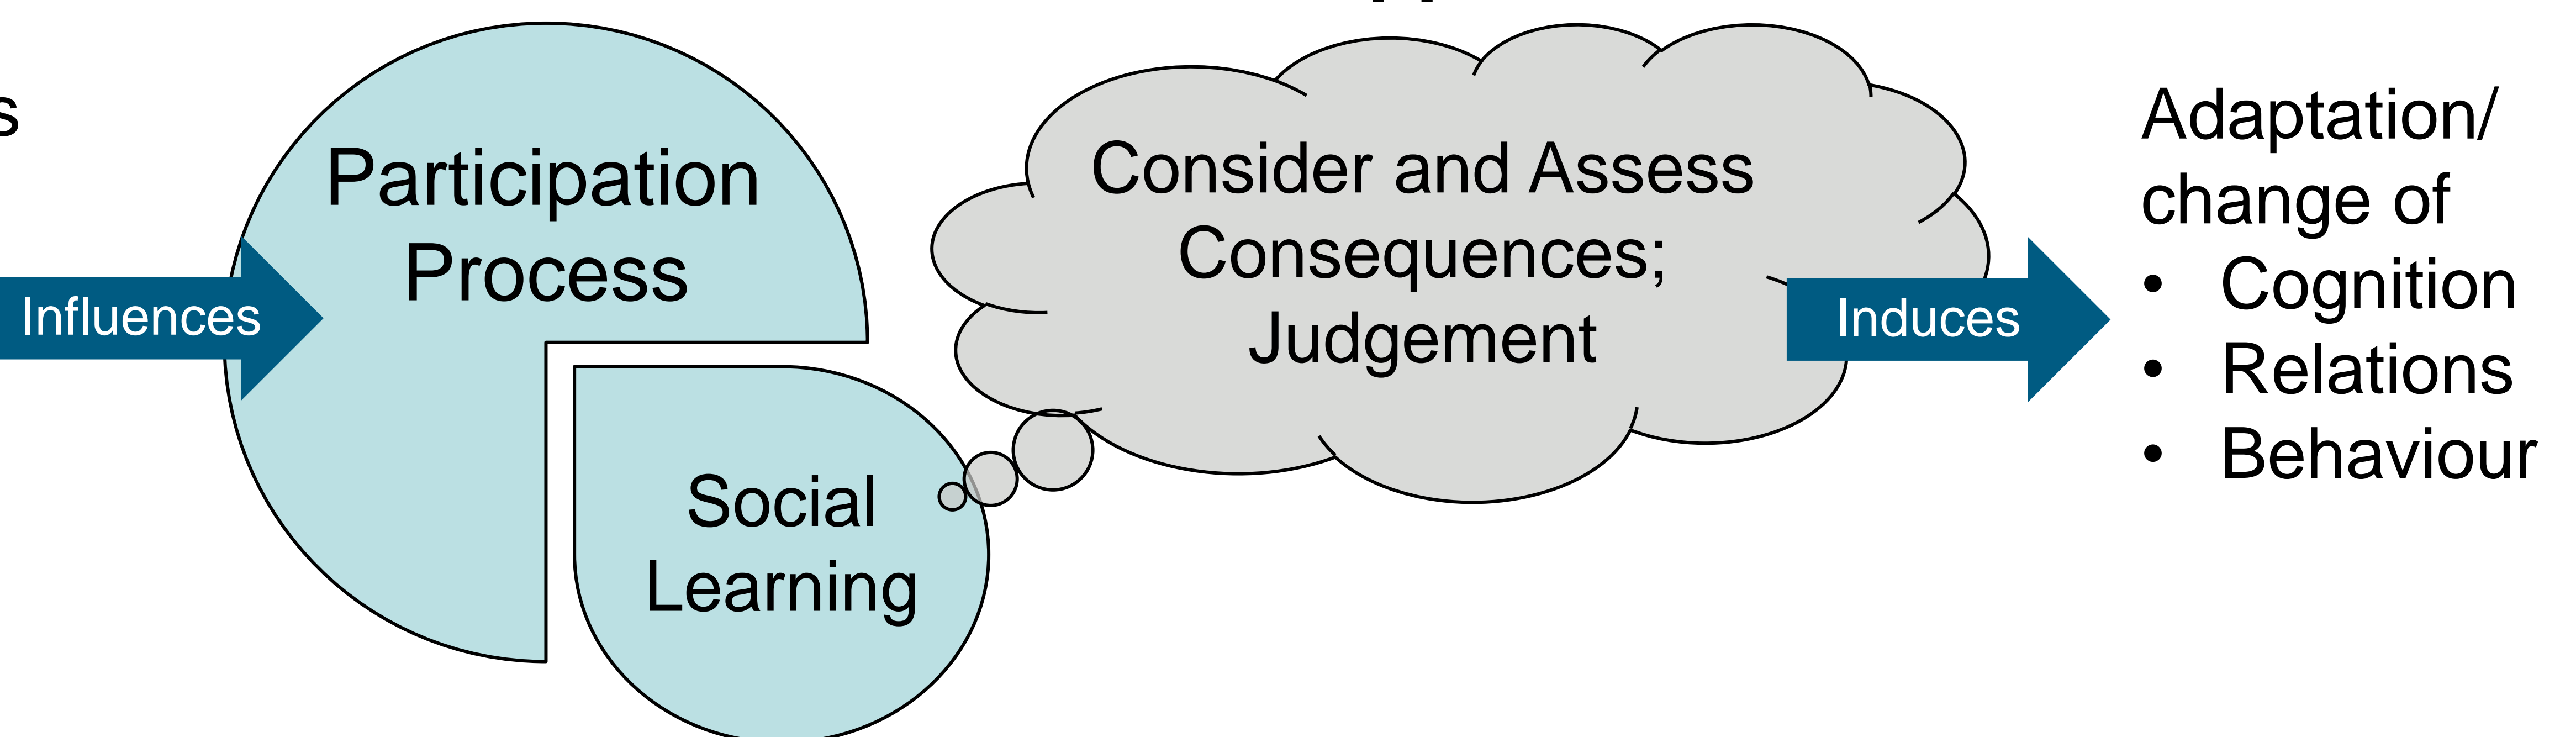 Participation
Process
Influences
Social
Learning
Consider and Assess
Consequences;
Judgement
Induces
Adaptation/
change of
• Cognition
• Relations
• Behaviour